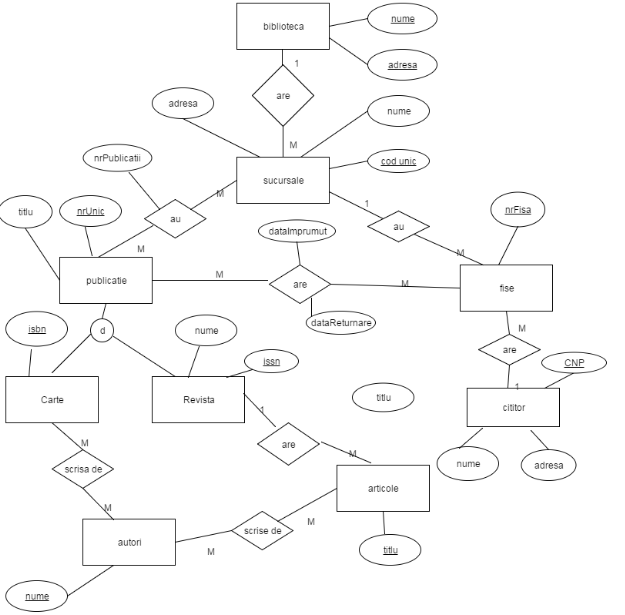 biblioteca
nume
adresa
1
are
adresa
nume
M
nrPublicatii
cod unic
sucursale
M
1
titlu
nrUnic
au
au
nrFisa
dataImprumut
M
M
publicatie
M
are
M
fise
dataReturnare
isbn
d
nume
M
are
issn
CNP
Carte
Revista
titlu
1
cititor
1
M
are
M
scrisa de
nume
adresa
articole
M
M
scrise de
autori
M
titlu
nume